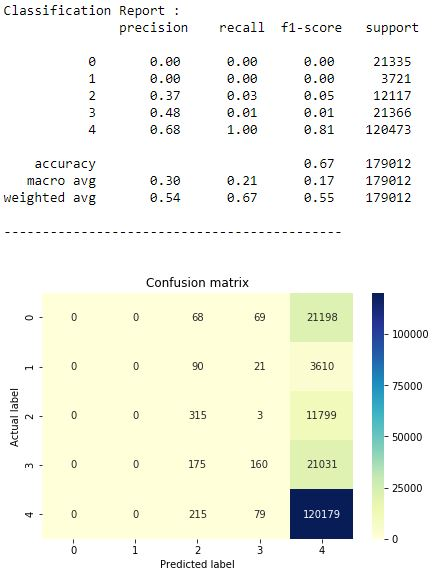 Classification Report :
precision recall f1-score support
0 0.00 0.00 0.00 21335
1 0.00 0.00 0.00 3721
2 0.37 0.03 0.05 12117
3 0.48 0.01 0.01 21366
4 0.68 1.00 0.81 120473
accuracy 0.67 179012
macro avg 0.30 0.21 0.17 179012
weighted avg 0.54 0.67 0.55 179012
--------------------------------------------
Confusion matrix
0 0 0 68 69 21198
1 0 0 90 21 3610
2 0 0 315 3 11799
3 0 0 175 160 21031
4 0 0 215 79 120179
0 1 2 3 4
Predicted label
Actual label
100000
75000
50000
25000
0